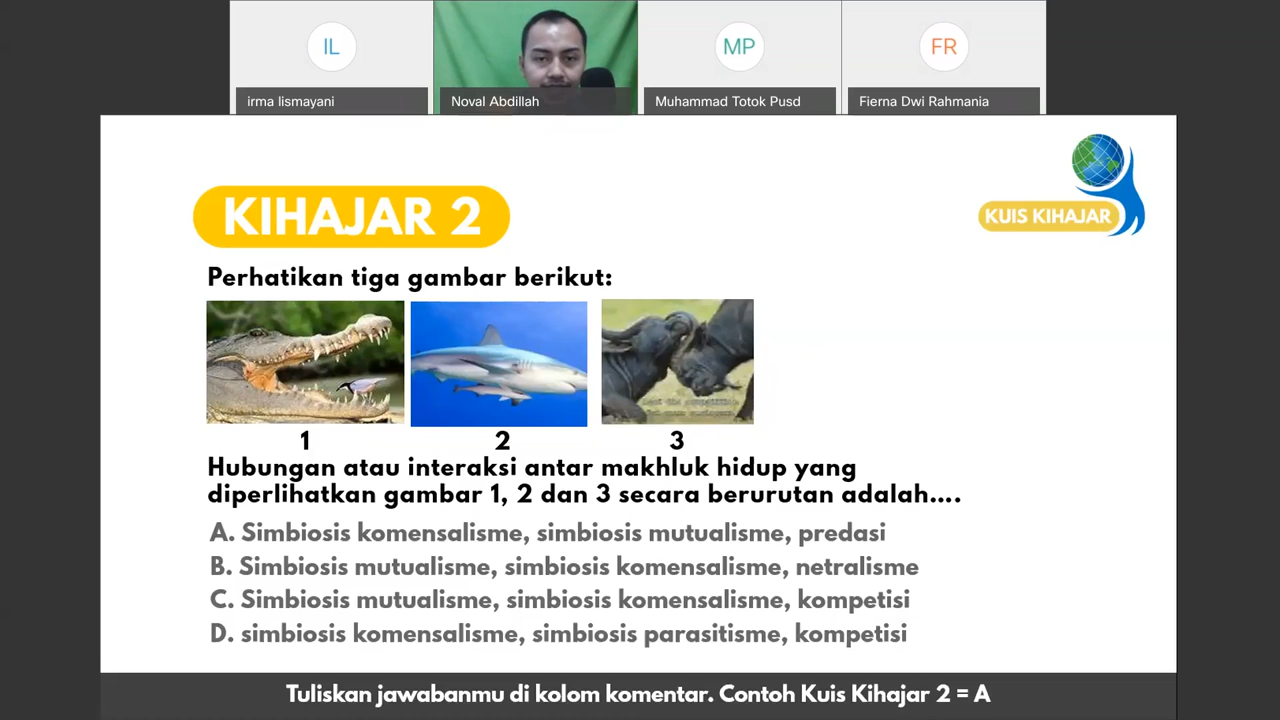 IL
MP
FR
irma lismayani
Noval Abdillah
Muhammad Totok Pusd
Fierna Dwi Rahmania
KUIS KIHAJAR
KIHAJAR 2
Perhatikan tiga gambar berikut:
1
2
3
Hubungan atau interaksi antar makhluk hidup yang
diperlihatkan gambar 1, 2 dan 3 secara berurutan adalah....
A. Simbiosis komensalisme, simbiosis mutualisme, predasi
B. Simbiosis mutualisme, simbiosis komensalisme, netralisme
C. Simbiosis mutualisme, simbiosis komensalisme, kompetisi
D. simbiosis komensalisme, simbiosis parasitisme, kompetisi
Tuliskan jawabanmu di kolom komentar. Contoh Kuis Kihajar 2 = A